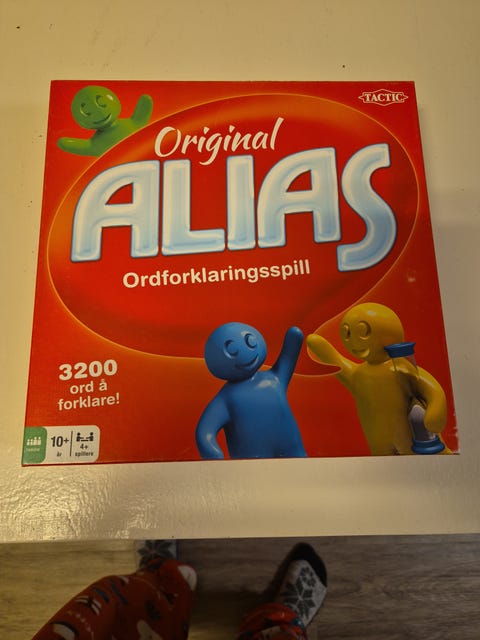 TACTIC
Original
ALIAS
Ordforklaringsspill
3200
ord å
forklare!
10+
år
4+
spillere